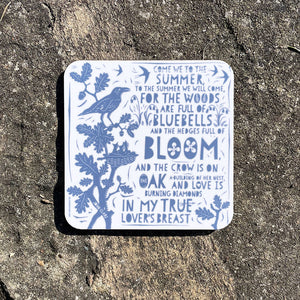 COME WE TO THE
SUMMER,
TO THE SUMMER WE WILL COME,
FOR THE WOODS
ARE FULL OF
BLUEBELLS
AND THE HEDGES FULL OF
BLOOM,
AND THE CROW IS ON
THE OAK A-BUILDING OF HER NEST,
AND LOVE IS
BURNING DIAMONDS
IN MY TRUE
LOVER'S BREAST